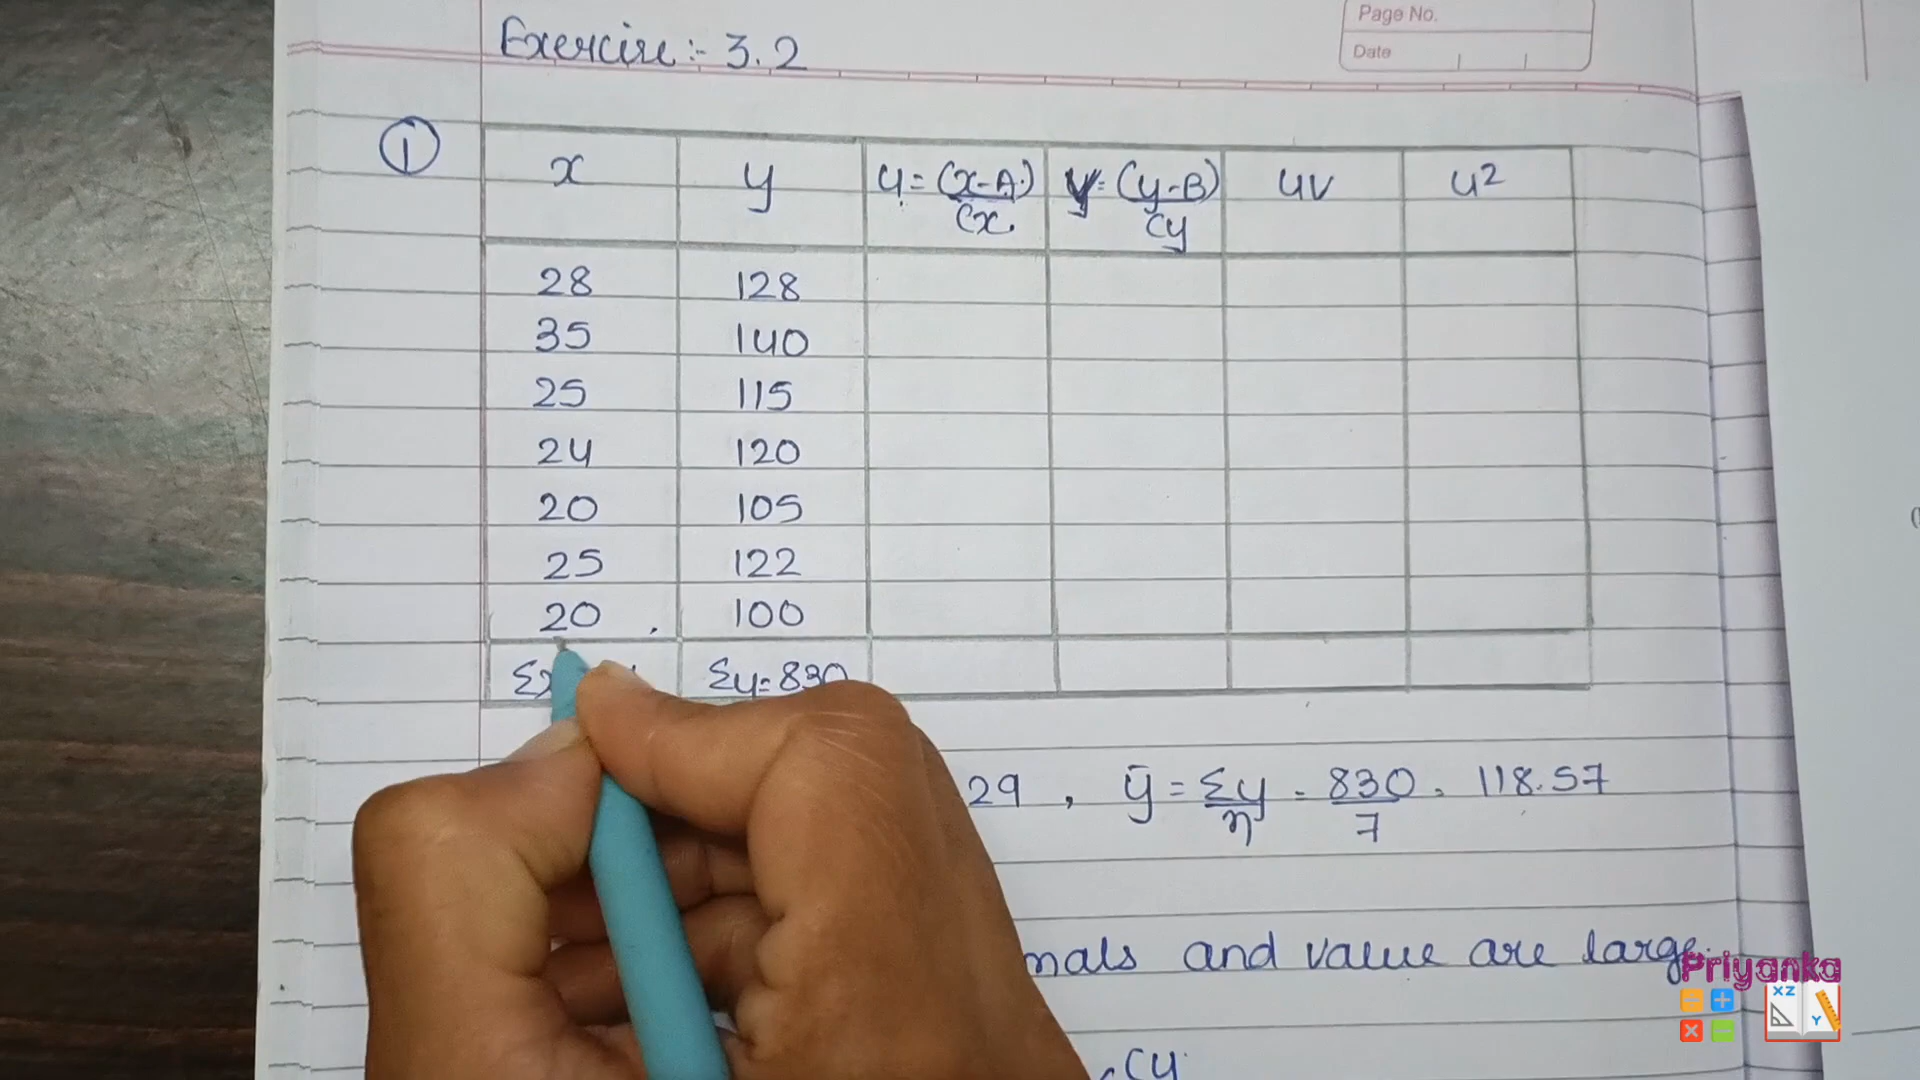 Page No.
Date
Exercise:- 3.2
1
x y u = (x-A) v = (y-B) uv u²
Cx. Cy
28 128
35 140
25 115
24 120
20 105
25 122
20 100
Σy=830
29 , ȳ = Σy = 830 = 118.57
n 7
and value are large.
Priyanka
XZ
Y
Cy